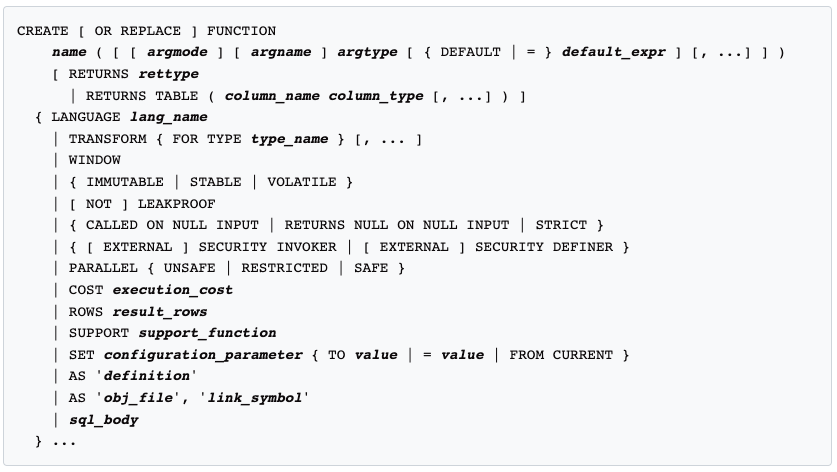 CREATE [ OR REPLACE ] FUNCTION
    name ( [ [ argmode ] [ argname ] argtype [ { DEFAULT | = } default_expr ] [, ...] ] )
    [ RETURNS rettype
      | RETURNS TABLE ( column_name column_type [, ...] ) ]
  { LANGUAGE lang_name
    | TRANSFORM { FOR TYPE type_name } [, ... ]
    | WINDOW
    | { IMMUTABLE | STABLE | VOLATILE }
    | [ NOT ] LEAKPROOF
    | { CALLED ON NULL INPUT | RETURNS NULL ON NULL INPUT | STRICT }
    | { [ EXTERNAL ] SECURITY INVOKER | [ EXTERNAL ] SECURITY DEFINER }
    | PARALLEL { UNSAFE | RESTRICTED | SAFE }
    | COST execution_cost
    | ROWS result_rows
    | SUPPORT support_function
    | SET configuration_parameter { TO value | = value | FROM CURRENT }
    | AS 'definition'
    | AS 'obj_file', 'link_symbol'
    | sql_body
  } ...